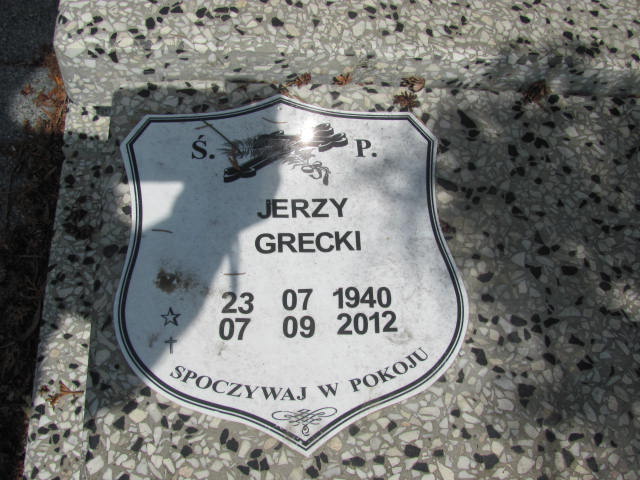 Ś. P.
JERZY
GRECKI
23 07 1940
07 09 2012
SPOCZYWAJ W POKOJU